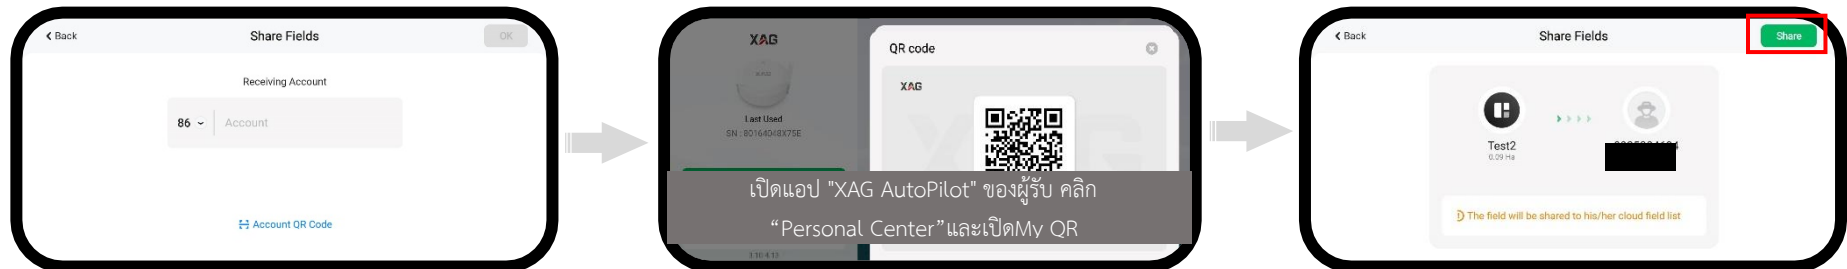 Back
Share Fields
OK
Receiving Account
86
Account
Account QR Code
XAG
Last Used
SN : 80164048X75E
QR code
XAG
เปิดแอป "XAG AutoPilot" ของผู้รับ คลิก
“Personal Center”และเปิดMy QR
Back
Share Fields
Share
Test2
0.09 Ha
The field will be shared to his/her cloud field list